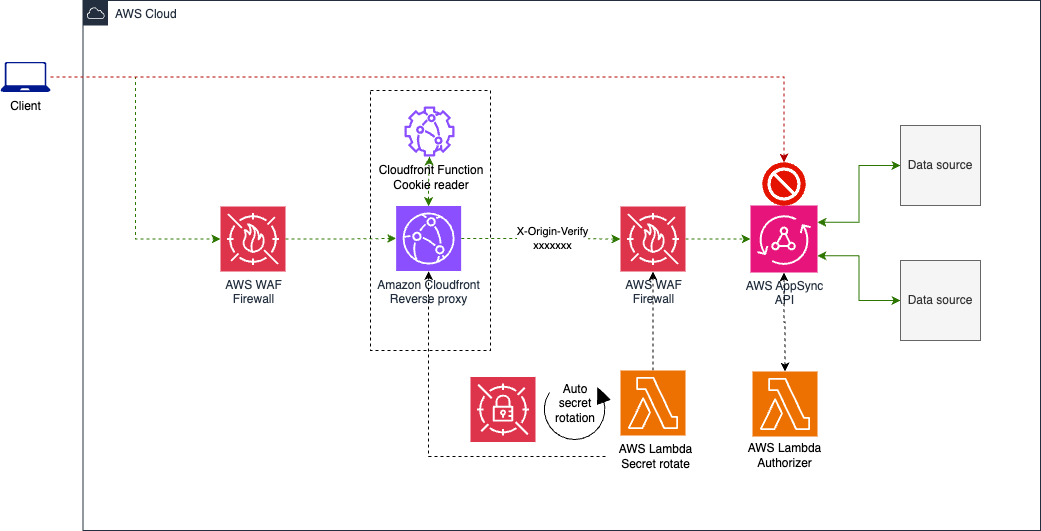 AWS Cloud
Client
Cloudfront Function
Cookie reader
Data source
X-Origin-Verify
xxxxxxx
AWS WAF
Firewall
Amazon Cloudfront
Reverse proxy
AWS WAF
Firewall
AWS AppSync
API
Data source
Auto
secret
rotation
AWS Lambda
Secret rotate
AWS Lambda
Authorizer